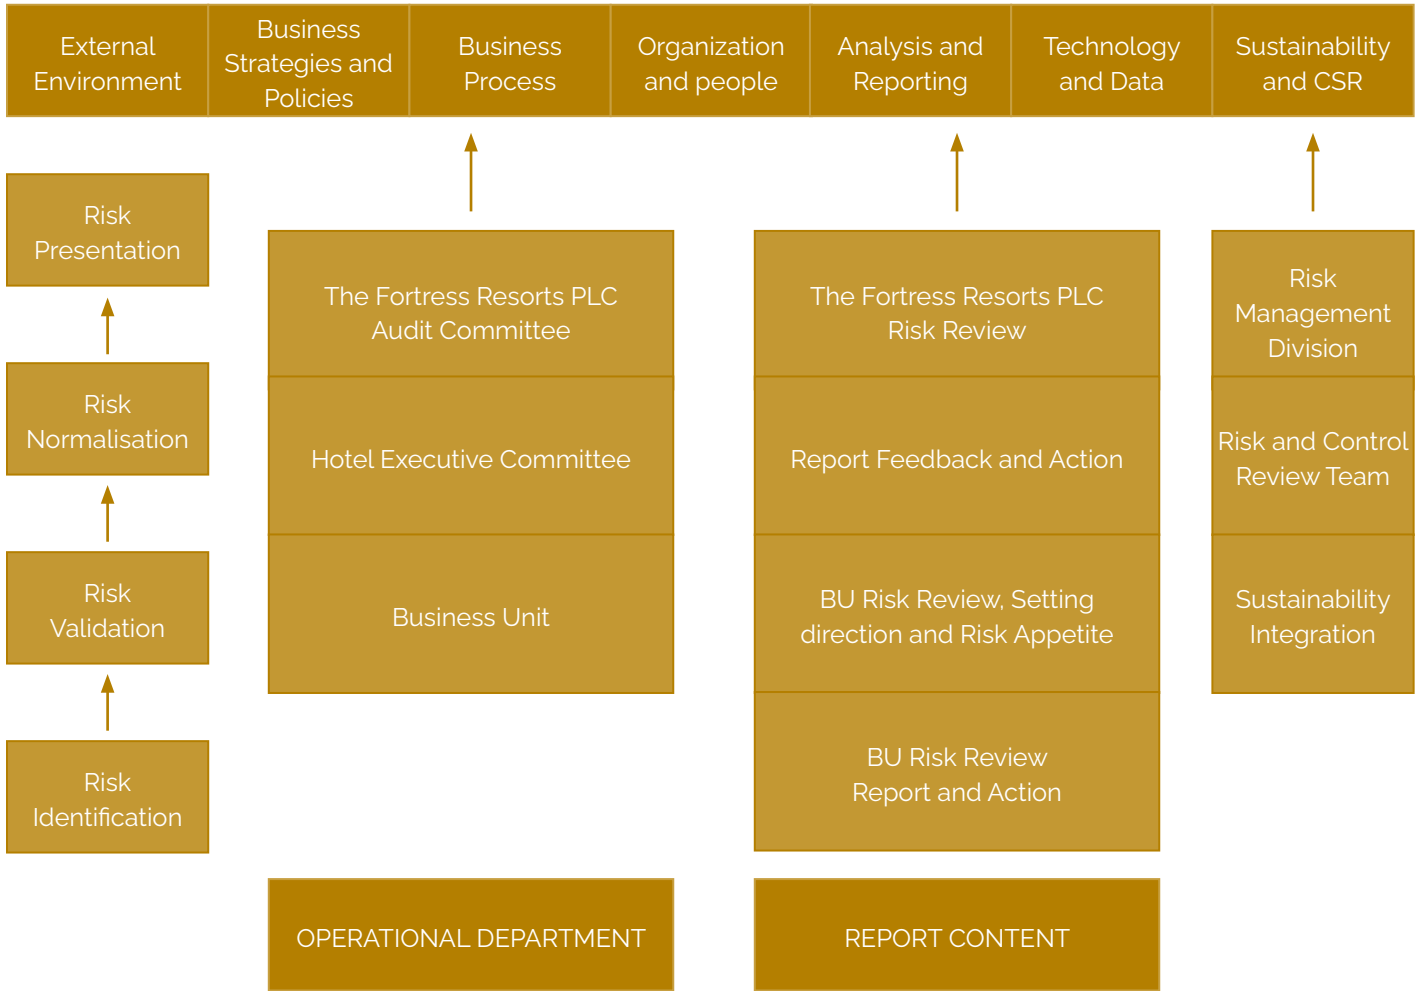 External
Environment
Business
Strategies and
Policies
Business
Process
Organization
and people
Analysis and
Reporting
Technology
and Data
Sustainability
and CSR
Risk
Presentation
Risk
Normalisation
Risk
Validation
Risk
Identification
The Fortress Resorts PLC
Audit Committee
Hotel Executive Committee
Business Unit
OPERATIONAL DEPARTMENT
The Fortress Resorts PLC
Risk Review
Report Feedback and Action
BU Risk Review, Setting
direction and Risk Appetite
BU Risk Review
Report and Action
REPORT CONTENT
Risk
Management
Division
Risk and Control
Review Team
Sustainability
Integration